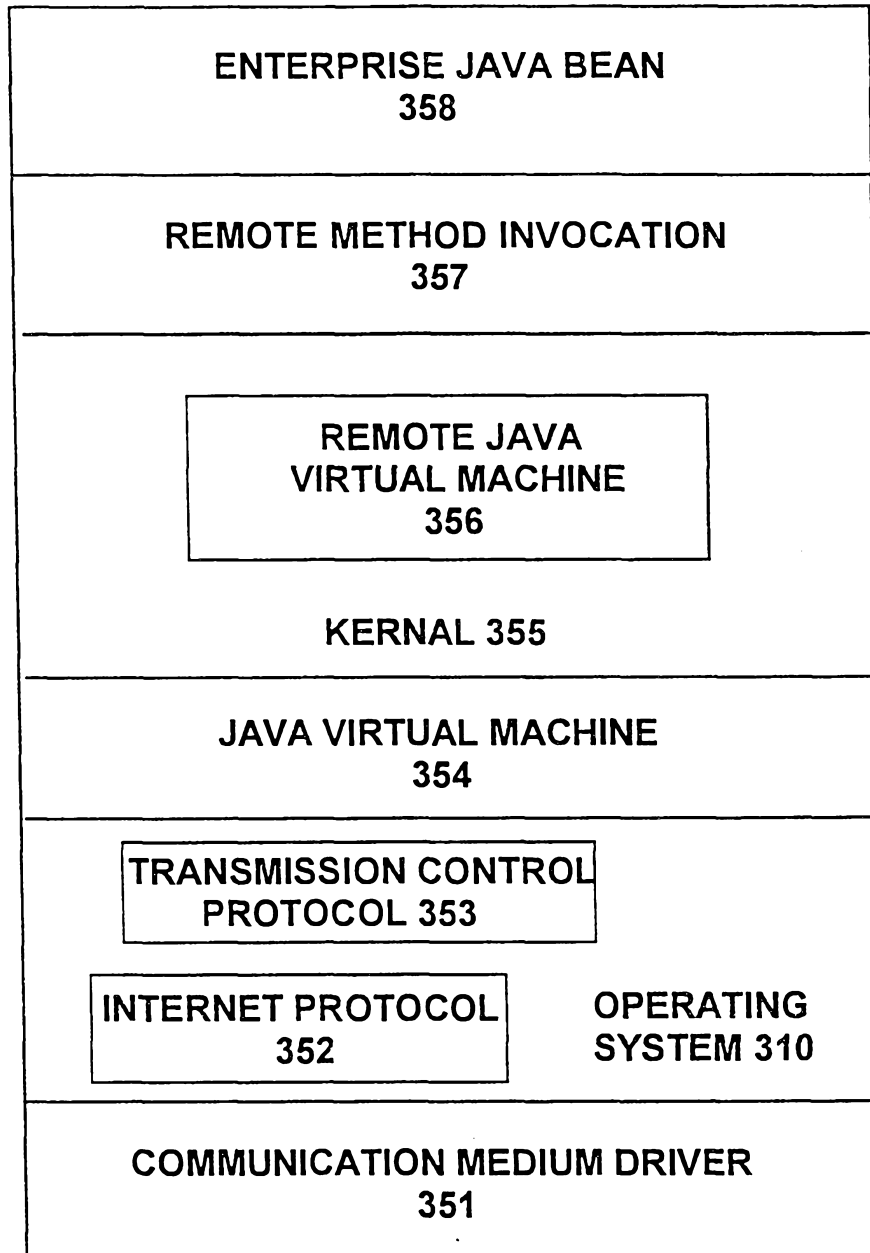 ENTERPRISE JAVA BEAN
358
REMOTE METHOD INVOCATION
357
REMOTE JAVA
VIRTUAL MACHINE
356
KERNAL 355
JAVA VIRTUAL MACHINE
354
TRANSMISSION CONTROL
PROTOCOL 353
INTERNET PROTOCOL
352
OPERATING
SYSTEM 310
COMMUNICATION MEDIUM DRIVER
351